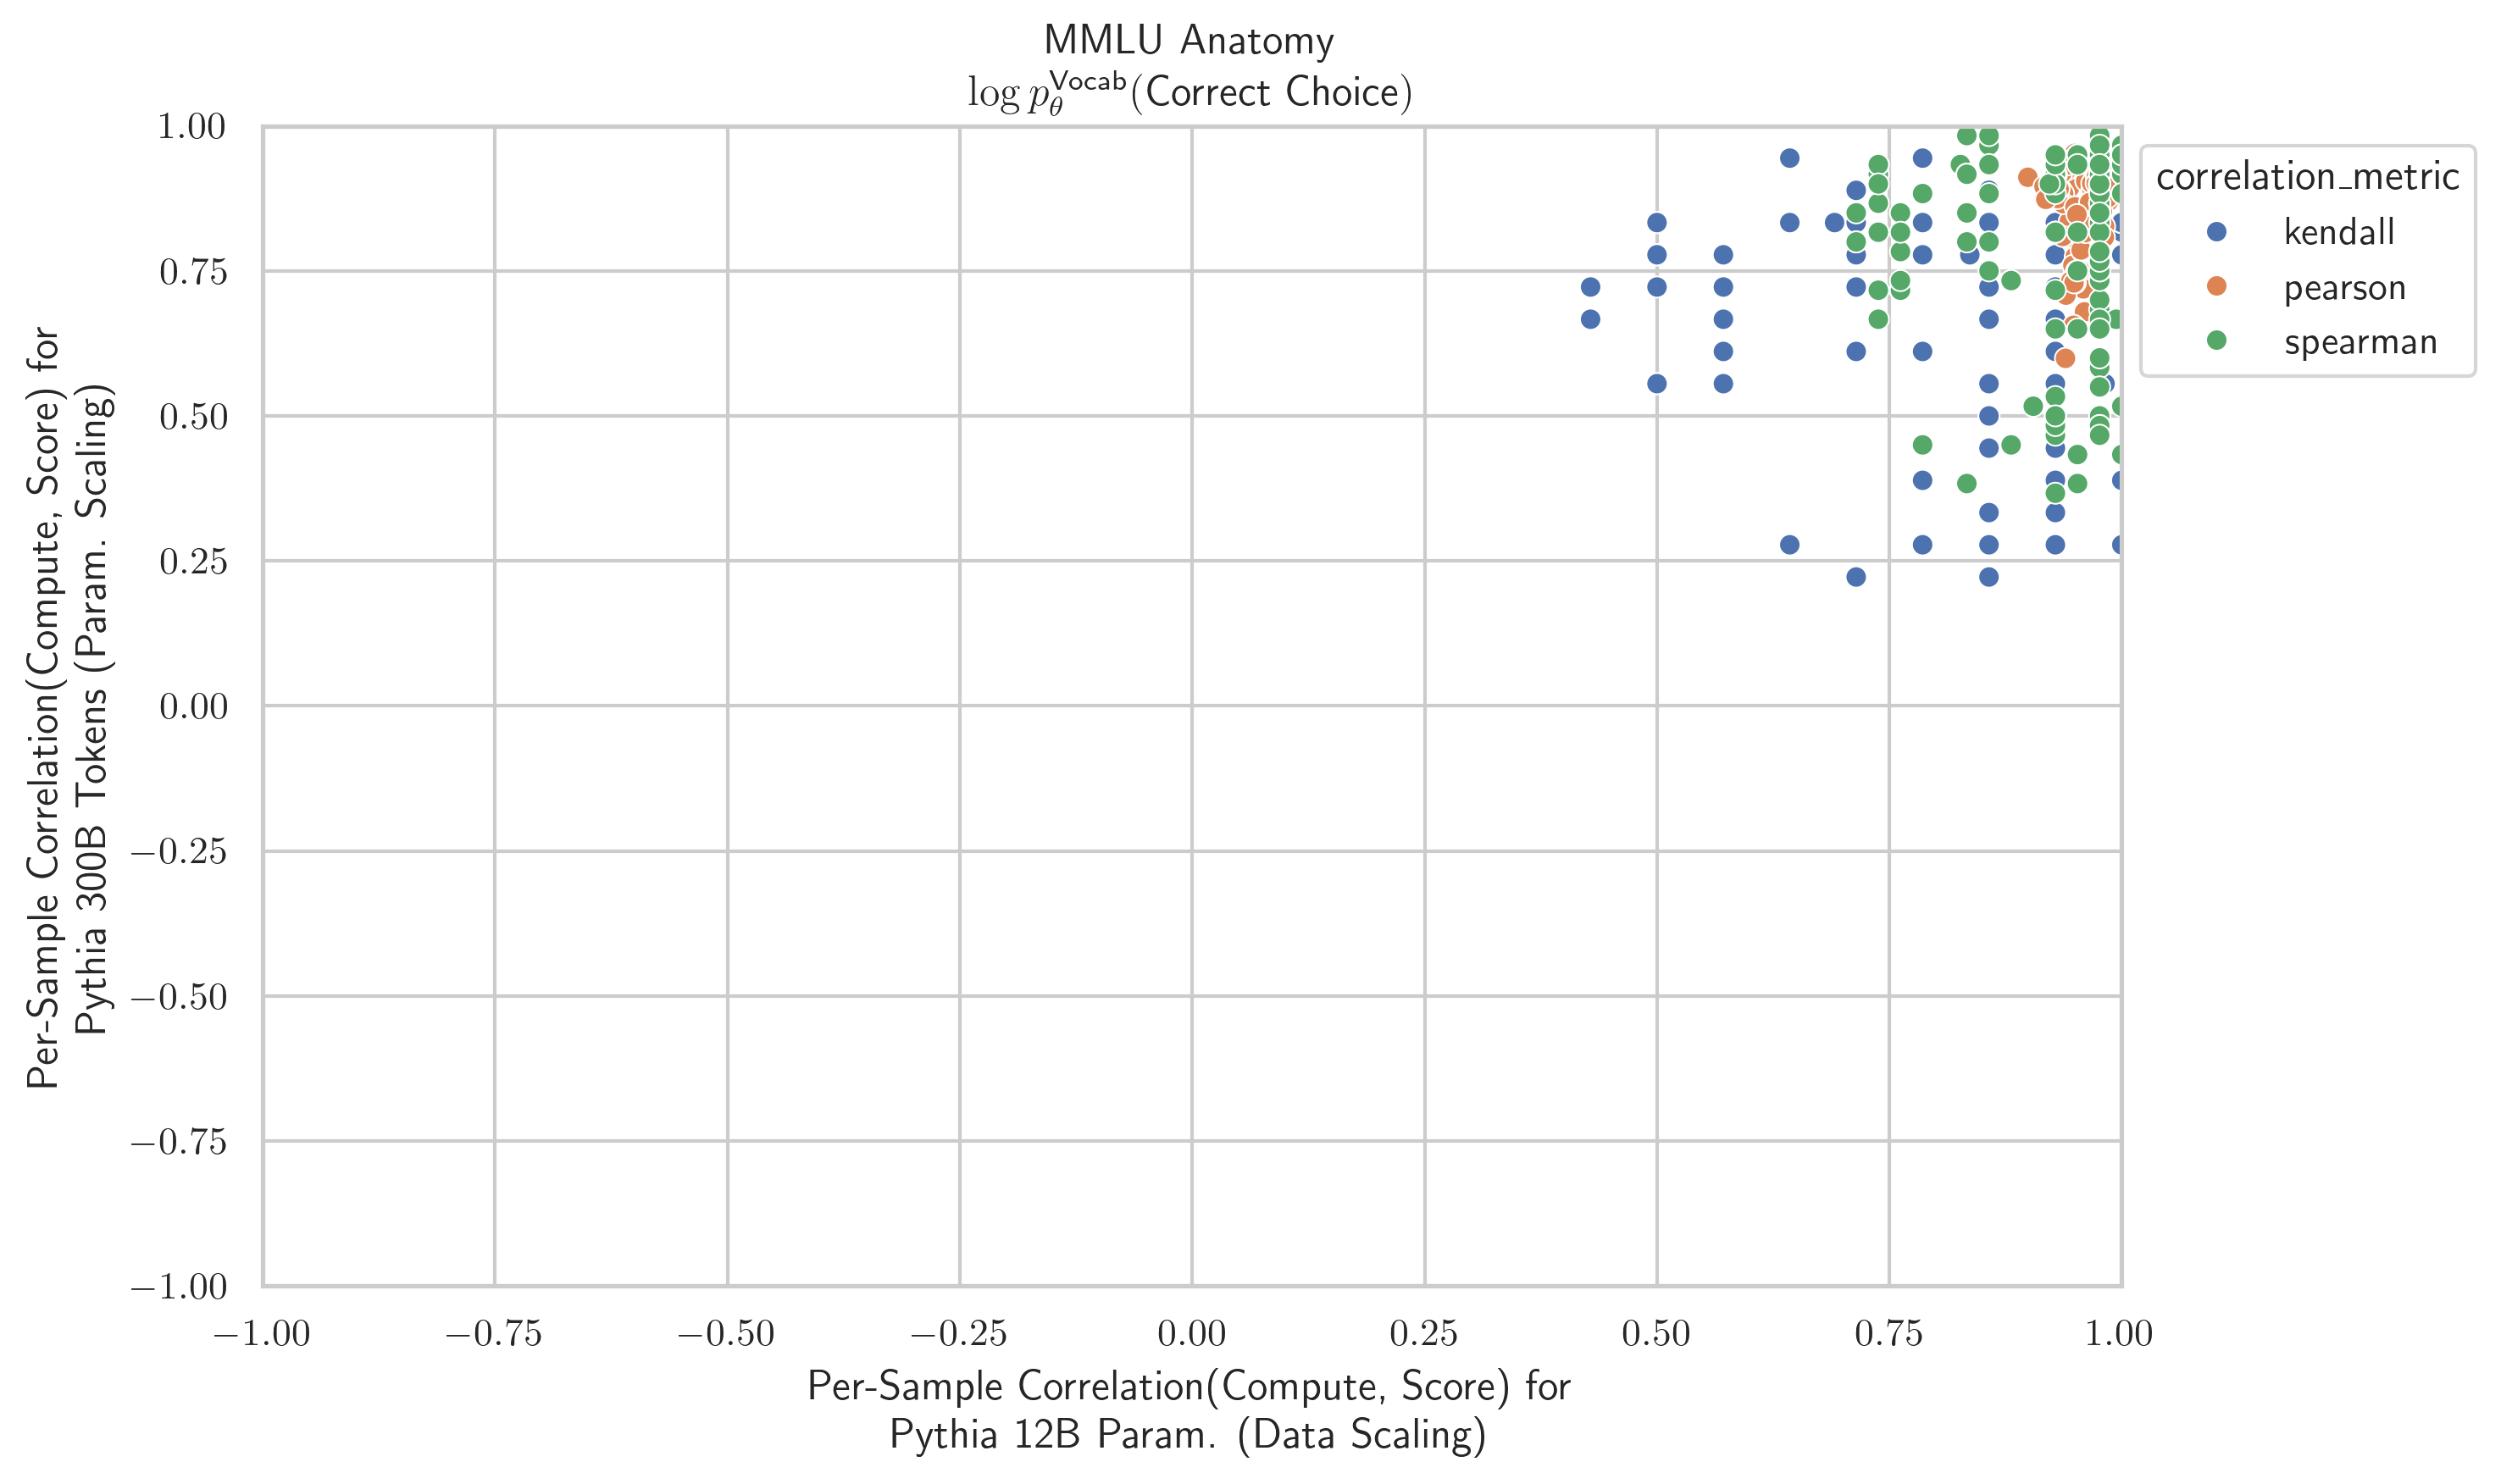 MMLU Anatomy
log p_θ^Vocab(Correct Choice)
1.00
0.75
0.50
0.25
0.00
−0.25
−0.50
−0.75
−1.00
Per-Sample Correlation(Compute, Score) for
Pythia 300B Tokens (Param. Scaling)
correlation_metric
kendall
pearson
spearman
−1.00 −0.75 −0.50 −0.25 0.00 0.25 0.50 0.75 1.00
Per-Sample Correlation(Compute, Score) for
Pythia 12B Param. (Data Scaling)